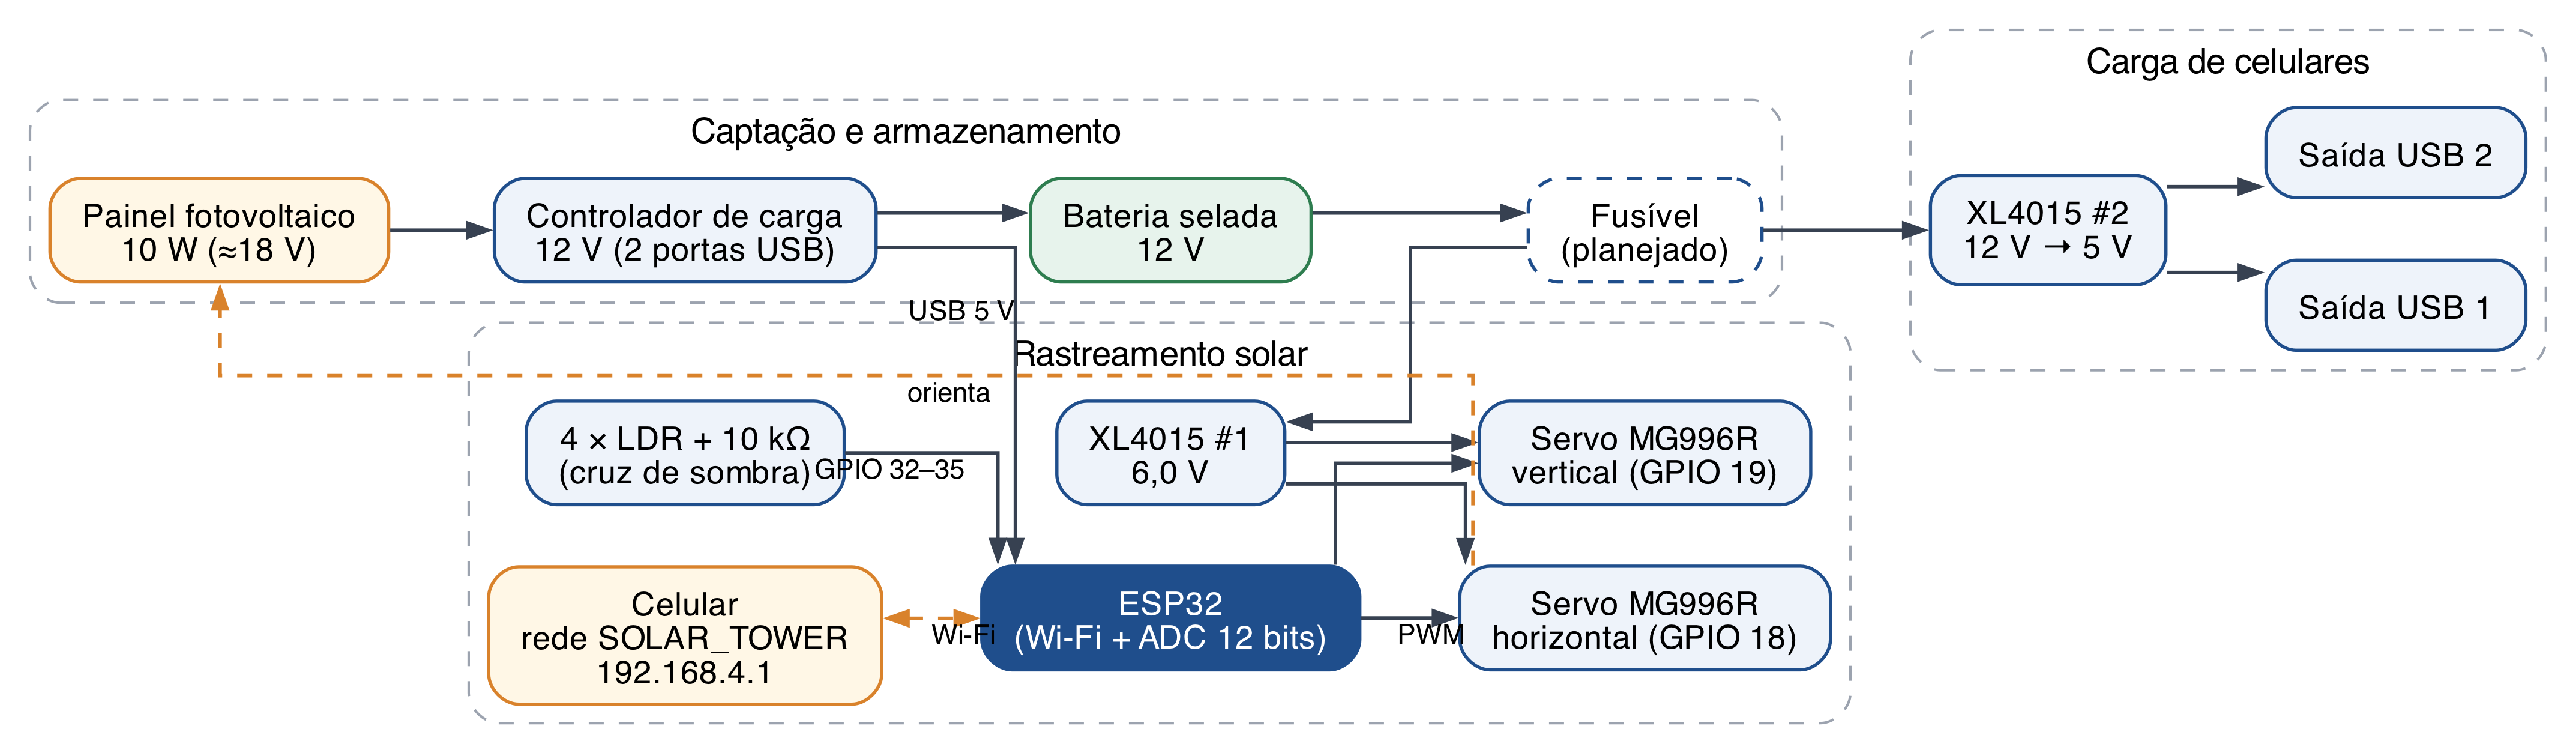 Carga de celulares
Captação e armazenamento
Painel fotovoltaico
10 W (≈18 V)
Controlador de carga
12 V (2 portas USB)
Bateria selada
12 V
Fusível
(planejado)
XL4015 #2
12 V → 5 V
Saída USB 2
Saída USB 1
USB 5 V
Rastreamento solar
orienta
4 × LDR + 10 kΩ
(cruz de sombra)
GPIO 32–35
XL4015 #1
6,0 V
Servo MG996R
vertical (GPIO 19)
Celular
rede SOLAR_TOWER
192.168.4.1
Wi-Fi
ESP32
(Wi-Fi + ADC 12 bits)
PWM
Servo MG996R
horizontal (GPIO 18)